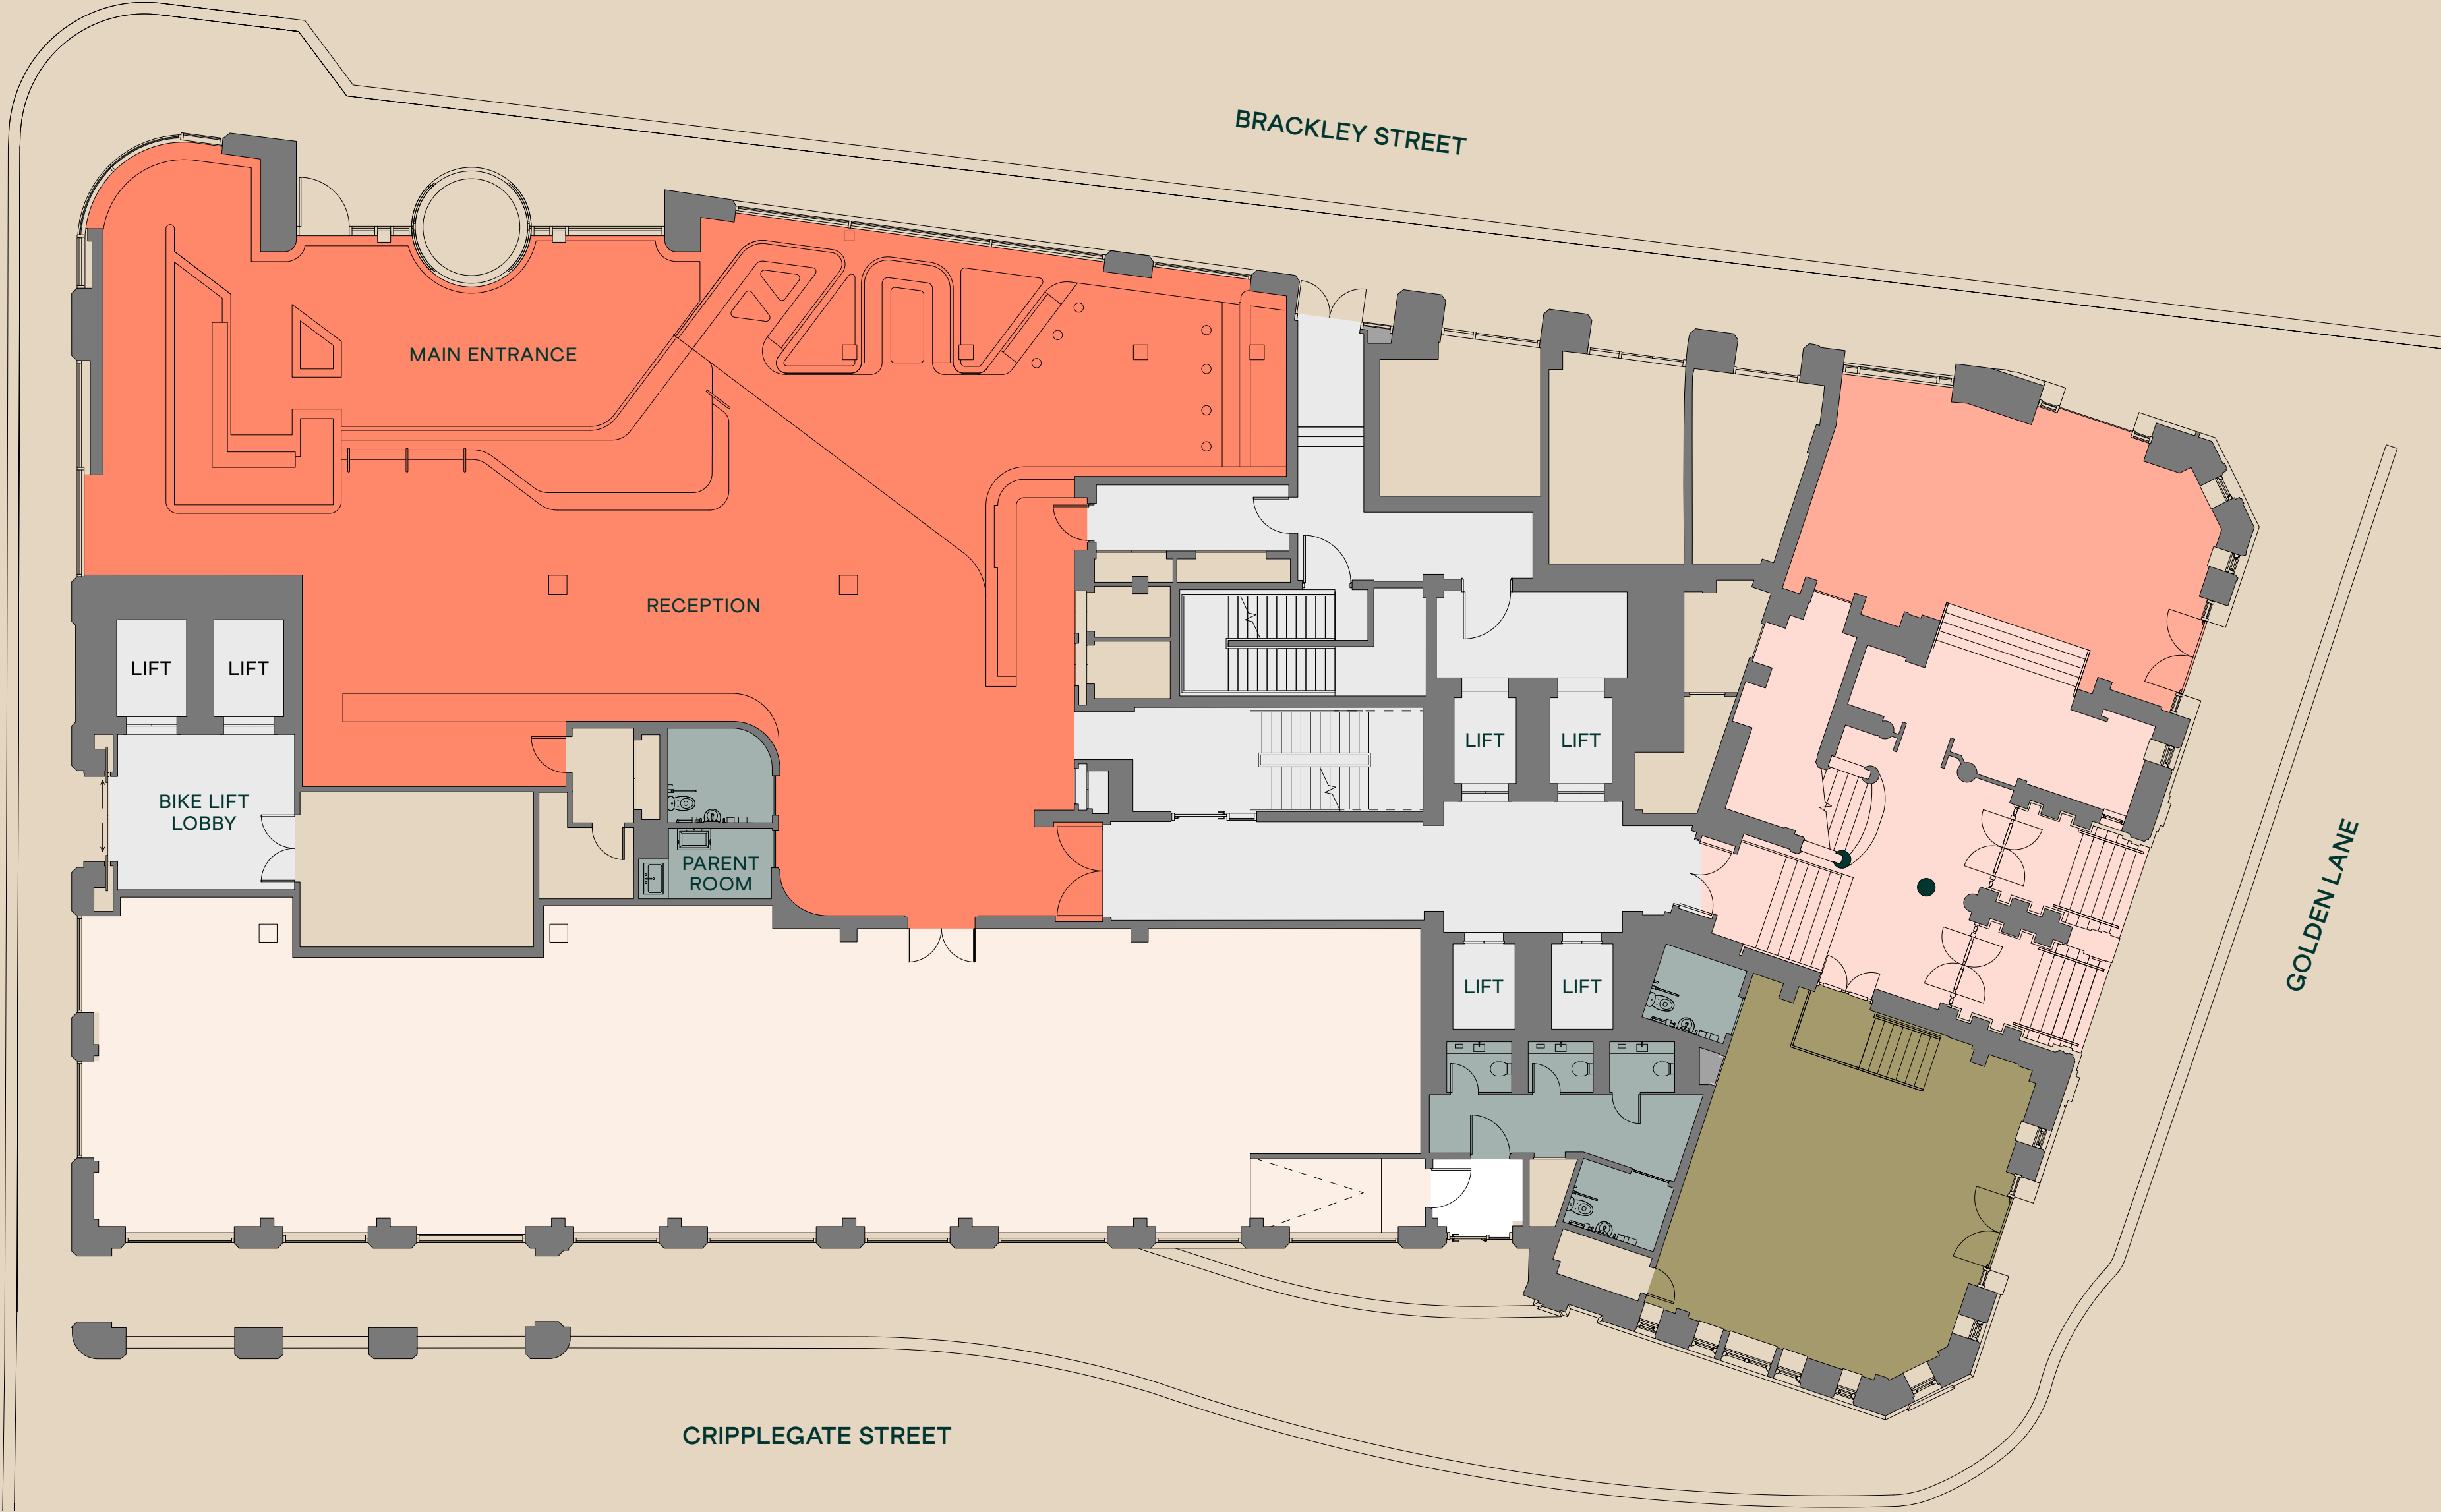 BRACKLEY STREET
MAIN ENTRANCE
RECEPTION
LIFT
LIFT
LIFT
LIFT
BIKE LIFT
LOBBY
PARENT
ROOM
GOLDEN LANE
LIFT
LIFT
CRIPPLEGATE STREET